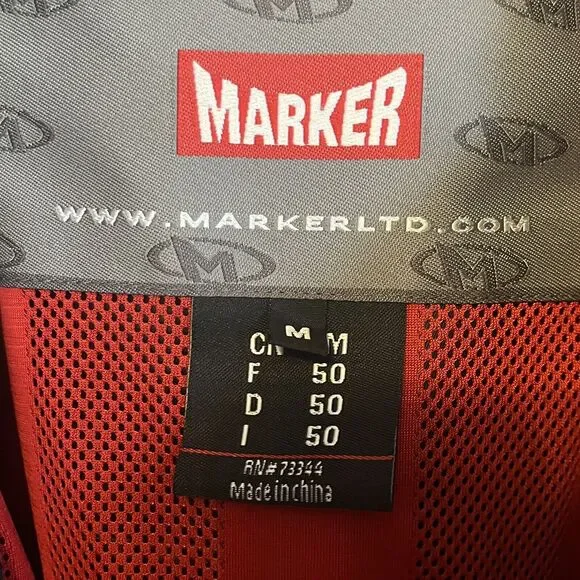 MARKER
WWW.MARKERLTD.COM
M
M
M
M
M
M
CN M
F 50
D 50
I 50
RN#73344
Made in china